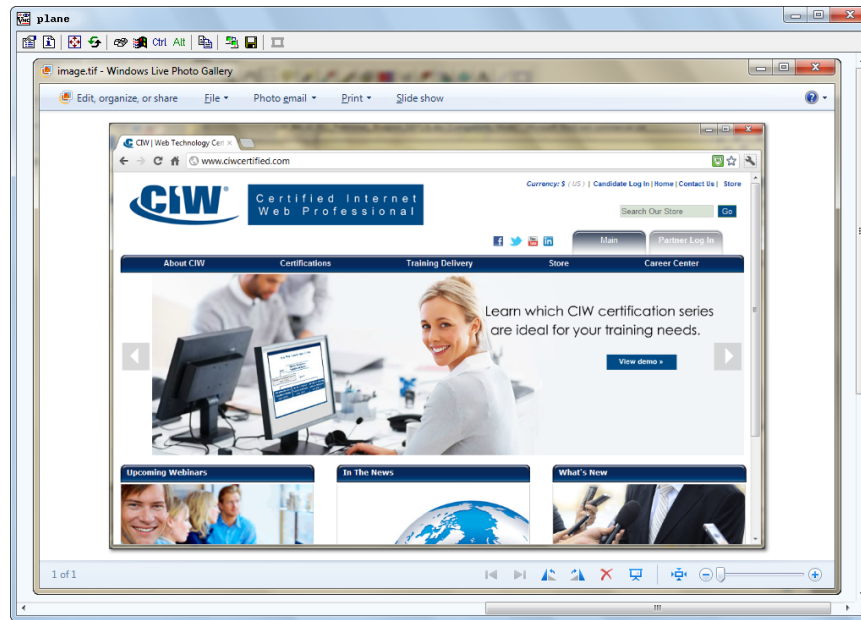 plane
Ctrl Alt
image.tif - Windows Live Photo Gallery
Edit, organize, or share File Photo email Print Slide show
CIW | Web Technology Cert
www.ciwcertified.com
Currency: $ (US) | Candidate Log In | Home | Contact Us | Store
CIW®
Certified Internet
Web Professional
Search Our Store Go
Main Partner Log In
About CIW Certifications Training Delivery Store Career Center
Learn which CIW certification series
are ideal for your training needs.
View demo »
Upcoming Webinars In The News What's New
1 of 1